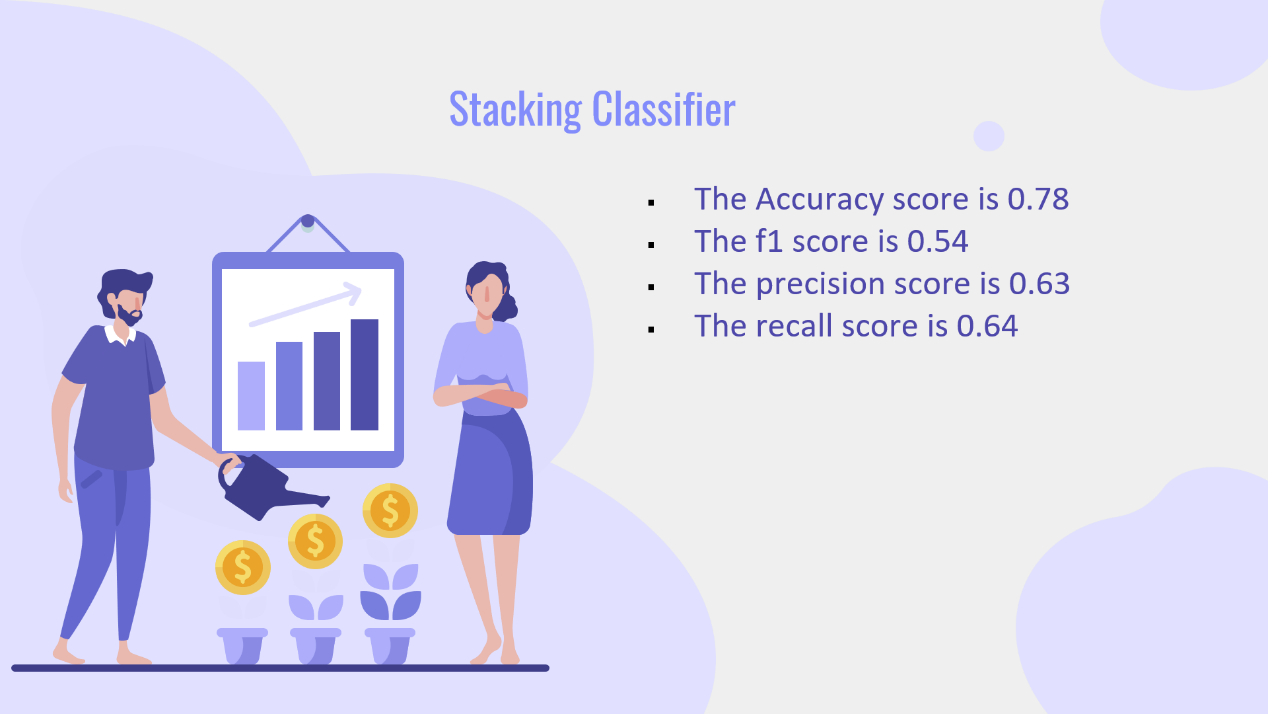 Stacking Classifier
▪ The Accuracy score is 0.78
▪ The f1 score is 0.54
▪ The precision score is 0.63
▪ The recall score is 0.64
$
$
$